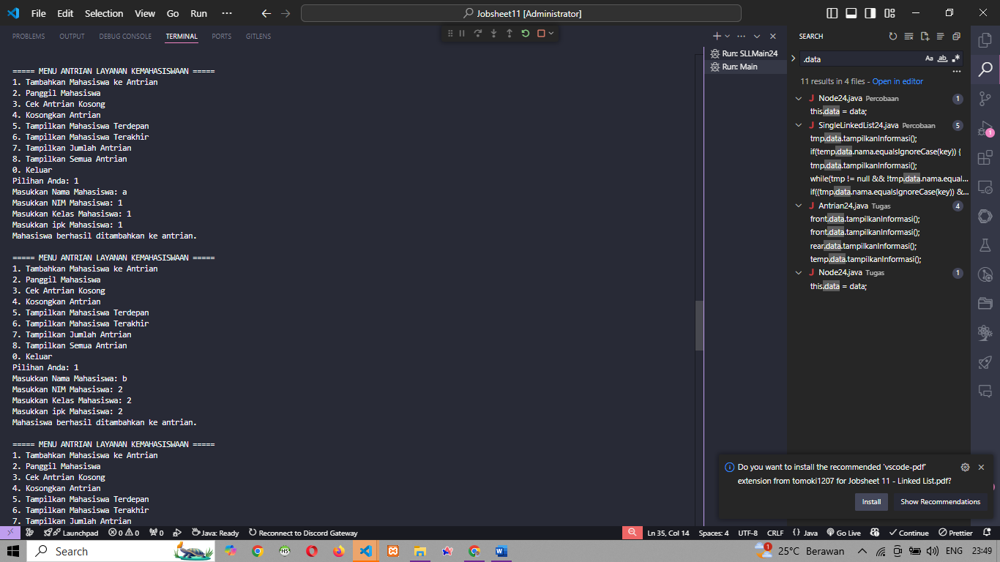 File Edit Selection View Go Run ··· Jobsheet11 [Administrator]
PROBLEMS OUTPUT DEBUG CONSOLE TERMINAL PORTS GITLENS
===== MENU ANTRIAN LAYANAN KEMAHASISWAAN =====
1. Tambahkan Mahasiswa ke Antrian
2. Panggil Mahasiswa
3. Cek Antrian Kosong
4. Kosongkan Antrian
5. Tampilkan Mahasiswa Terdepan
6. Tampilkan Mahasiswa Terakhir
7. Tampilkan Jumlah Antrian
8. Tampilkan Semua Antrian
0. Keluar
Pilihan Anda: 1
Masukkan Nama Mahasiswa: a
Masukkan NIM Mahasiswa: 1
Masukkan Kelas Mahasiswa: 1
Masukkan ipk Mahasiswa: 1
Mahasiswa berhasil ditambahkan ke antrian.
===== MENU ANTRIAN LAYANAN KEMAHASISWAAN =====
1. Tambahkan Mahasiswa ke Antrian
2. Panggil Mahasiswa
3. Cek Antrian Kosong
4. Kosongkan Antrian
5. Tampilkan Mahasiswa Terdepan
6. Tampilkan Mahasiswa Terakhir
7. Tampilkan Jumlah Antrian
8. Tampilkan Semua Antrian
0. Keluar
Pilihan Anda: 1
Masukkan Nama Mahasiswa: b
Masukkan NIM Mahasiswa: 2
Masukkan Kelas Mahasiswa: 2
Masukkan ipk Mahasiswa: 2
Mahasiswa berhasil ditambahkan ke antrian.
===== MENU ANTRIAN LAYANAN KEMAHASISWAAN =====
1. Tambahkan Mahasiswa ke Antrian
2. Panggil Mahasiswa
3. Cek Antrian Kosong
4. Kosongkan Antrian
5. Tampilkan Mahasiswa Terdepan
6. Tampilkan Mahasiswa Terakhir
7. Tampilkan Jumlah Antrian
Run: SLLMain24
Run: Main
SEARCH
.data Aa ab
11 results in 4 files - Open in editor
J Node24.java Percobaan 1
this.data = data;
J SingleLinkedList24.java Percobaan 5
tmp.data.tampilkanInformasi();
if(temp.data.nama.equalsIgnoreCase(key)) {
tmp.data.tampilkanInformasi();
while(tmp != null && !tmp.data.nama.equal...
if((tmp.data.nama.equalsIgnoreCase(key)) &...
J Antrian24.java Tugas 4
front.data.tampilkanInformasi();
front.data.tampilkanInformasi();
rear.data.tampilkanInformasi();
temp.data.tampilkanInformasi();
J Node24.java Tugas 1
this.data = data;
1
Do you want to install the recommended 'vscode-pdf'
extension from tomoki1207 for Jobsheet 11 - Linked List.pdf?
Install Show Recommendations
Launchpad 0 0 0 Java: Ready Reconnect to Discord Gateway Ln 35, Col 14 Spaces: 4 UTF-8 CRLF {} Java Go Live Continue Prettier
Search HS W 1 25°C Berawan ENG 23:49